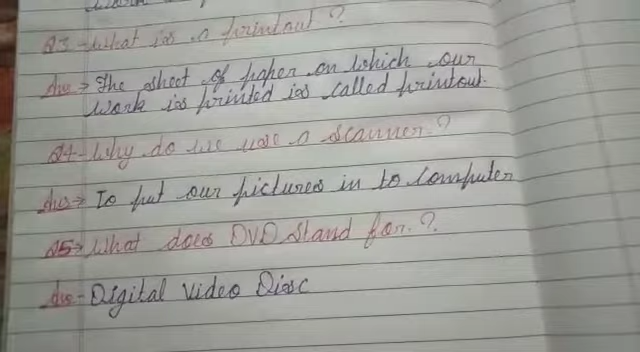 Q3-What is a printout?
Ans→The sheet of paper on which our
work is printed is called printout.
Q4-Why do we use a scanner?
Ans→To put our pictures in to computer
Q5→What does DVD stand for.?
Ans-Digital Video Disc